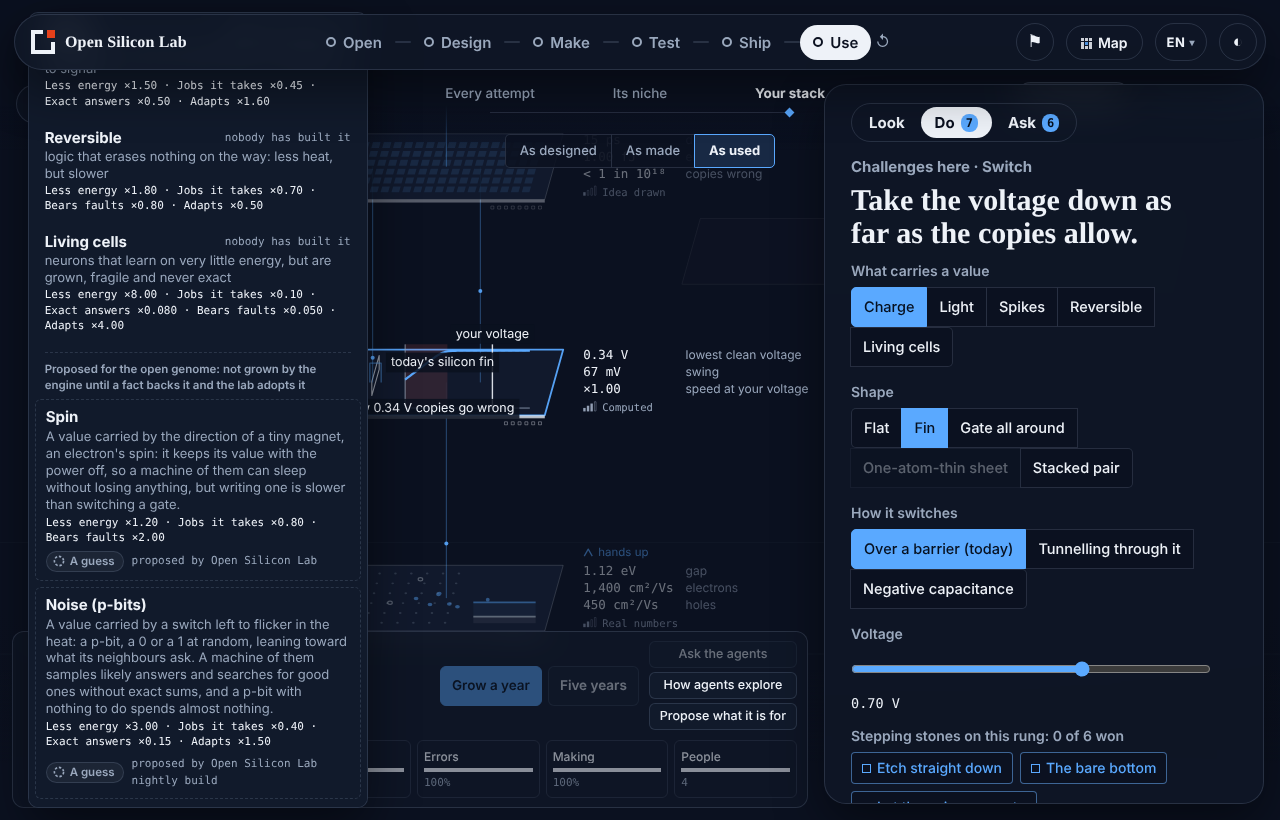 Open Silicon Lab
Open
Design
Make
Test
Ship
Use
Map
EN
to signal
Less energy ×1.50 · Jobs it takes ×0.45 ·
Exact answers ×0.50 · Adapts ×1.60
Reversible
nobody has built it
logic that erases nothing on the way: less heat,
but slower
Less energy ×1.80 · Jobs it takes ×0.70 ·
Bears faults ×0.80 · Adapts ×0.50
Living cells
nobody has built it
neurons that learn on very little energy, but are
grown, fragile and never exact
Less energy ×8.00 · Jobs it takes ×0.10 ·
Exact answers ×0.080 · Bears faults ×0.050 ·
Adapts ×4.00
Proposed for the open genome: not grown by the
engine until a fact backs it and the lab adopts it
Spin
A value carried by the direction of a tiny magnet,
an electron's spin: it keeps its value with the
power off, so a machine of them can sleep
without losing anything, but writing one is slower
than switching a gate.
Less energy ×1.20 · Jobs it takes ×0.80 ·
Bears faults ×2.00
A guess
proposed by Open Silicon Lab
Noise (p-bits)
A value carried by a switch left to flicker in the
heat: a p-bit, a 0 or a 1 at random, leaning toward
what its neighbours ask. A machine of them
samples likely answers and searches for good
ones without exact sums, and a p-bit with
nothing to do spends almost nothing.
Less energy ×3.00 · Jobs it takes ×0.40 ·
Exact answers ×0.15 · Adapts ×1.50
A guess
proposed by Open Silicon Lab
nightly build
Every attempt
Its niche
Your stack
As designed
As made
As used
< 1 in 10¹⁸
copies wrong
Idea drawn
your voltage
today's silicon fin
0.34 V copies go wrong
0.34 V
lowest clean voltage
67 mV
swing
×1.00
speed at your voltage
Computed
hands up
1.12 eV
gap
1,400 cm²/Vs
electrons
450 cm²/Vs
holes
Real numbers
Grow a year
Five years
Ask the agents
How agents explore
Propose what it is for
Errors
100%
Making
100%
People
4
Look
Do 7
Ask 6
Challenges here · Switch
Take the voltage down as
far as the copies allow.
What carries a value
Charge
Light
Spikes
Reversible
Living cells
Shape
Flat
Fin
Gate all around
One-atom-thin sheet
Stacked pair
How it switches
Over a barrier (today)
Tunnelling through it
Negative capacitance
Voltage
0.70 V
Stepping stones on this rung: 0 of 6 won
Etch straight down
The bare bottom